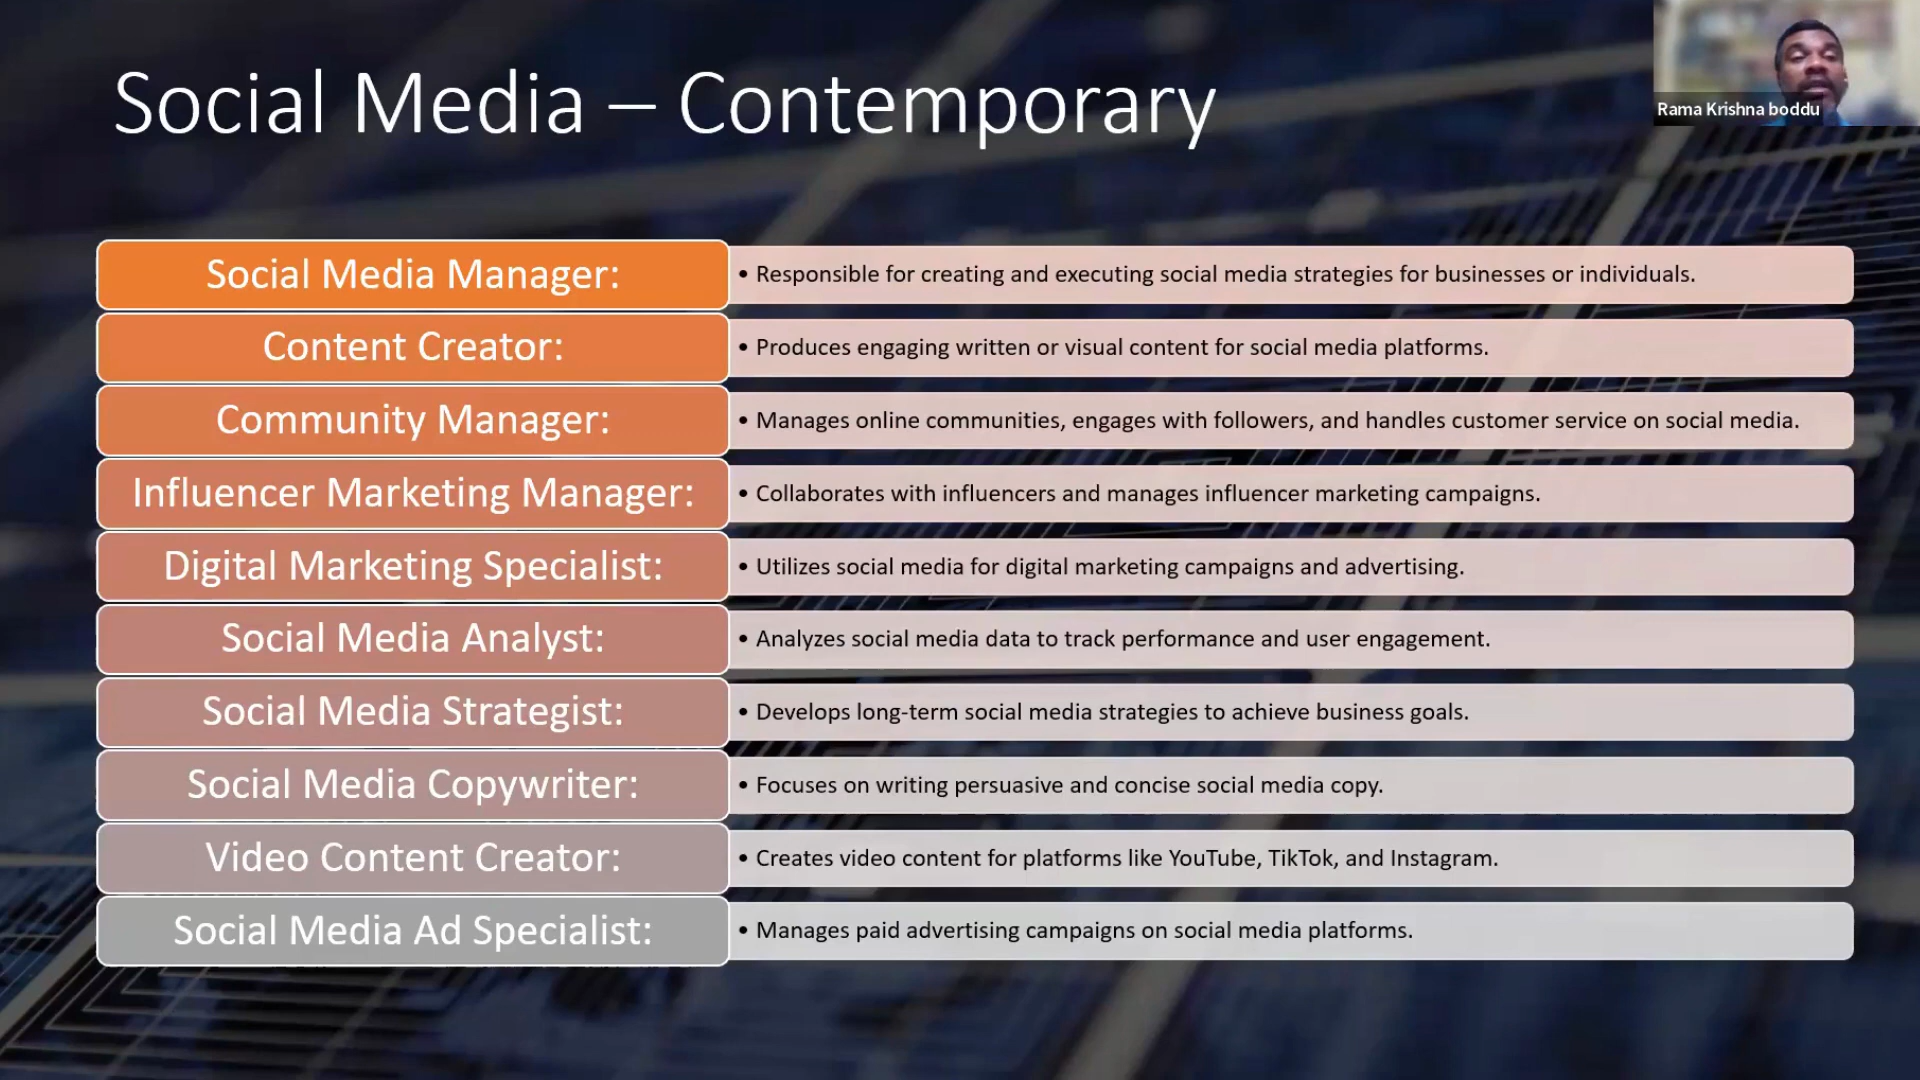 Social Media – Contemporary
Rama Krishna boddu
Social Media Manager:
• Responsible for creating and executing social media strategies for businesses or individuals.
Content Creator:
• Produces engaging written or visual content for social media platforms.
Community Manager:
• Manages online communities, engages with followers, and handles customer service on social media.
Influencer Marketing Manager:
• Collaborates with influencers and manages influencer marketing campaigns.
Digital Marketing Specialist:
• Utilizes social media for digital marketing campaigns and advertising.
Social Media Analyst:
• Analyzes social media data to track performance and user engagement.
Social Media Strategist:
• Develops long-term social media strategies to achieve business goals.
Social Media Copywriter:
• Focuses on writing persuasive and concise social media copy.
Video Content Creator:
• Creates video content for platforms like YouTube, TikTok, and Instagram.
Social Media Ad Specialist:
• Manages paid advertising campaigns on social media platforms.